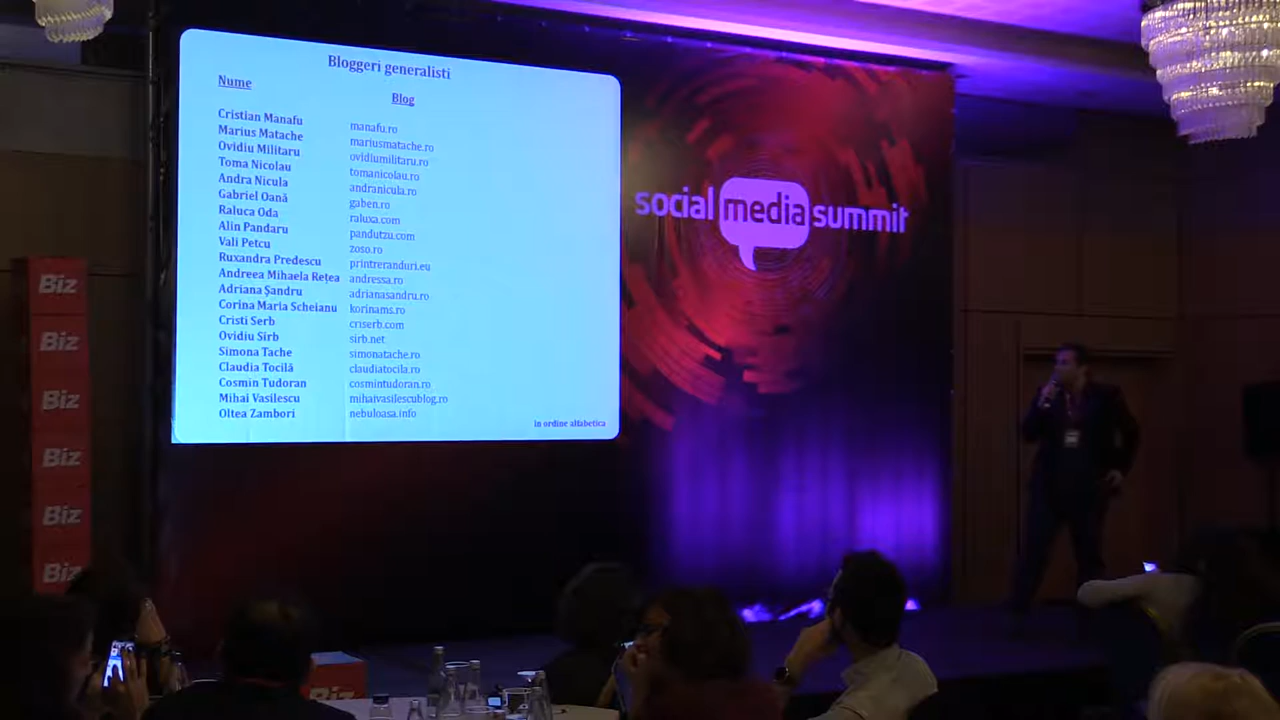 Bloggeri generalisti
Nume
Blog
Cristian Manafu
manafu.ro
Marius Matache
mariusmatache.ro
Ovidiu Militaru
ovidiumilitaru.ro
Toma Nicolau
tomanicolau.ro
Andra Nicula
andranicula.ro
Gabriel Oană
gaben.ro
Raluca Oda
raluxa.com
Alin Pandaru
pandutzu.com
Vali Petcu
zoso.ro
Ruxandra Predescu
printreranduri.eu
Andreea Mihaela Rețea
andressa.ro
Adriana Șandru
adrianasandru.ro
Corina Maria Scheianu
korinams.ro
Cristi Serb
criserb.com
Ovidiu Sîrb
sirb.net
Simona Tache
simonatache.ro
Claudia Tocilă
claudiatocila.ro
Cosmin Tudoran
cosmintudoran.ro
Mihai Vasilescu
mihaivasilescublog.ro
Oltea Zambori
nebuloasa.info
in ordine alfabetica
social media summit
Biz
Biz
Biz
Biz
Biz
Biz
Biz